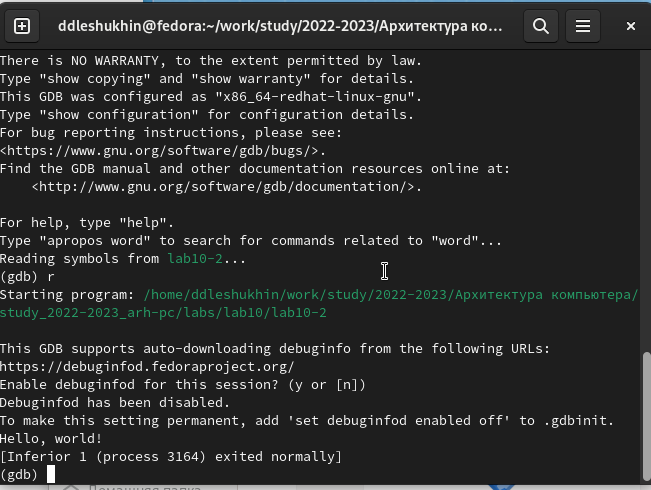 ddleshukhin@fedora:~/work/study/2022-2023/Архитектура ко...
There is NO WARRANTY, to the extent permitted by law.
Type "show copying" and "show warranty" for details.
This GDB was configured as "x86_64-redhat-linux-gnu".
Type "show configuration" for configuration details.
For bug reporting instructions, please see:
<https://www.gnu.org/software/gdb/bugs/>.
Find the GDB manual and other documentation resources online at:
    <http://www.gnu.org/software/gdb/documentation/>.

For help, type "help".
Type "apropos word" to search for commands related to "word"...
Reading symbols from lab10-2...
(gdb) r
Starting program: /home/ddleshukhin/work/study/2022-2023/Архитектура компьютера/
study_2022-2023_arh-pc/labs/lab10/lab10-2

This GDB supports auto-downloading debuginfo from the following URLs:
https://debuginfod.fedoraproject.org/
Enable debuginfod for this session? (y or [n])
Debuginfod has been disabled.
To make this setting permanent, add 'set debuginfod enabled off' to .gdbinit.
Hello, world!
[Inferior 1 (process 3164) exited normally]
(gdb)